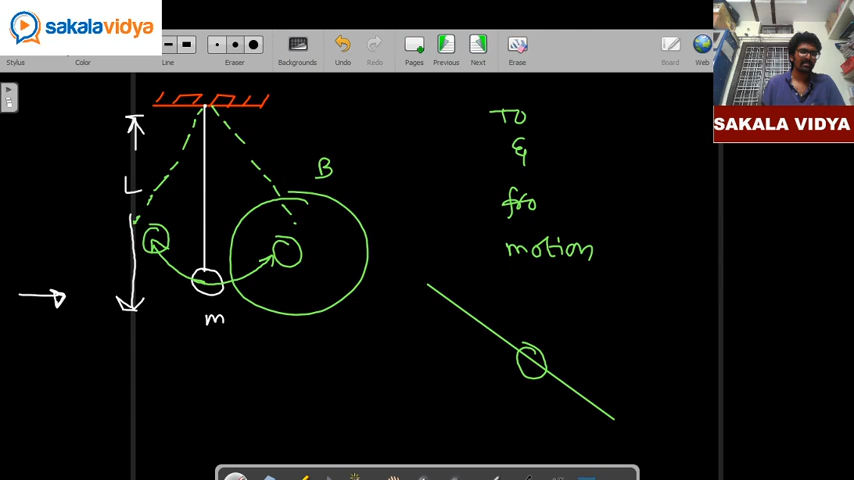 sakalavidya
Stylus
Color
Line
Eraser
Backgrounds
Undo
Redo
Pages
Previous
Next
Erase
Board
Web
SAKALA VIDYA
B
L
m
TO
&
fro
motion